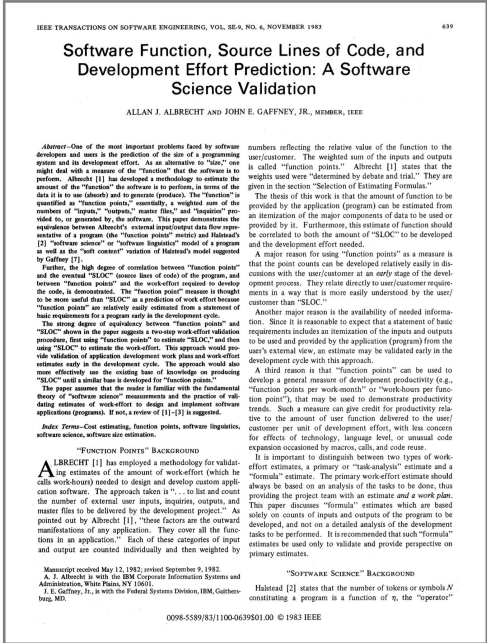 IEEE TRANSACTIONS ON SOFTWARE ENGINEERING, VOL. SE-9, NO. 6, NOVEMBER 1983
639
Software Function, Source Lines of Code, and
Development Effort Prediction: A Software
Science Validation
ALLAN J. ALBRECHT AND JOHN E. GAFFNEY, JR., MEMBER, IEEE
Abstract—One of the most important problems faced by software
developers and users is the prediction of the size of a programming
system and its development effort. As an alternative to "size," one
might deal with a measure of the "function" that the software is to
perform. Albrecht [1] has developed a methodology to estimate the
amount of the "function" the software is to perform, in terms of the
data it is to use (absorb) and to generate (produce). The "function" is
quantified as "function points," essentially, a weighted sum of the
numbers of "inputs," "outputs," master files," and "inquiries" pro-
vided to, or generated by, the software. This paper demonstrates the
equivalence between Albrecht's external input/output data flow repre-
sentative of a program (the "function points" metric) and Halstead's
[2] "software science" or "software linguistics" model of a program
as well as the "soft content" variation of Halstead's model suggested
by Gaffney [7].
Further, the high degree of correlation between "function points"
and the eventual "SLOC" (source lines of code) of the program, and
between "function points" and the work-effort required to develop
the code, is demonstrated. The "function point" measure is thought
to be more useful than "SLOC" as a prediction of work effort because
"function points" are relatively easily estimated from a statement of
basic requirements for a program early in the development cycle.
The strong degree of equivalency between "function points" and
"SLOC" shown in the paper suggests a two-step work-effort validation
procedure, first using "function points" to estimate "SLOC," and then
using "SLOC" to estimate the work-effort. This approach would pro-
vide validation of application development work plans and work-effort
estimates early in the development cycle. The approach would also
more effectively use the existing base of knowledge on producing
"SLOC" until a similar base is developed for "function points."
The paper assumes that the reader is familiar with the fundamental
theory of "software science" measurements and the practice of vali-
dating estimates of work-effort to design and implement software
applications (programs). If not, a review of [1]-[3] is suggested.
Index Terms—Cost estimating, function points, software linguistics,
software science, software size estimation.
"FUNCTION POINTS" BACKGROUND
ALBRECHT [1] has employed a methodology for validat-
ing estimates of the amount of work-effort (which he
calls work-hours) needed to design and develop custom appli-
cation software. The approach taken is ". . . to list and count
the number of external user inputs, inquiries, outputs, and
master files to be delivered by the development project." As
pointed out by Albrecht [1], "these factors are the outward
manifestations of any application. They cover all the func-
tions in an application." Each of these categories of input
and output are counted individually and then weighted by
Manuscript received May 12, 1982; revised September 9, 1982.
A. J. Albrecht is with the IBM Corporate Information Systems and
Administration, White Plains, NY 10601.
J. E. Gaffney, Jr., is with the Federal Systems Division, IBM, Gaithers-
burg, MD.
numbers reflecting the relative value of the function to the
user/customer. The weighted sum of the inputs and outputs
is called "function points." Albrecht [1] states that the
weights used were "determined by debate and trial." They are
given in the section "Selection of Estimating Formulas."
The thesis of this work is that the amount of function to be
provided by the application (program) can be estimated from
an itemization of the major components of data to be used or
provided by it. Furthermore, this estimate of function should
be correlated to both the amount of "SLOC" to be developed
and the development effort needed.
A major reason for using "function points" as a measure is
that the point counts can be developed relatively easily in dis-
cussions with the user/customer at an early stage of the devel-
opment process. They relate directly to user/customer require-
ments in a way that is more easily understood by the user/
customer than "SLOC."
Another major reason is the availability of needed informa-
tion. Since it is reasonable to expect that a statement of basic
requirements includes an itemization of the inputs and outputs
to be used and provided by the application (program) from the
user's external view, an estimate may be validated early in the
development cycle with this approach.
A third reason is that "function points" can be used to
develop a general measure of development productivity (e.g.,
"function points per work-month" or "work-hours per func-
tion point"), that may be used to demonstrate productivity
trends. Such a measure can give credit for productivity rela-
tive to the amount of user function delivered to the user/
customer per unit of development effort, with less concern
for effects of technology, language level, or unusual code
expansion occasioned by macros, calls, and code reuse.
It is important to distinguish between two types of work-
effort estimates, a primary or "task-analysis" estimate and a
"formula" estimate. The primary work-effort estimate should
always be based on an analysis of the tasks to be done, thus
providing the project team with an estimate and a work plan.
This paper discusses "formula" estimates which are based
solely on counts of inputs and outputs of the program to be
developed, and not on a detailed analysis of the development
tasks to be performed. It is recommended that such "formula"
estimates be used only to validate and provide perspective on
primary estimates.
"SOFTWARE SCIENCE" BACKGROUND
Halstead [2] states that the number of tokens or symbols N
constituting a program is a function of η, the "operator"
0098-5589/83/1100-0639$01.00 © 1983 IEEE